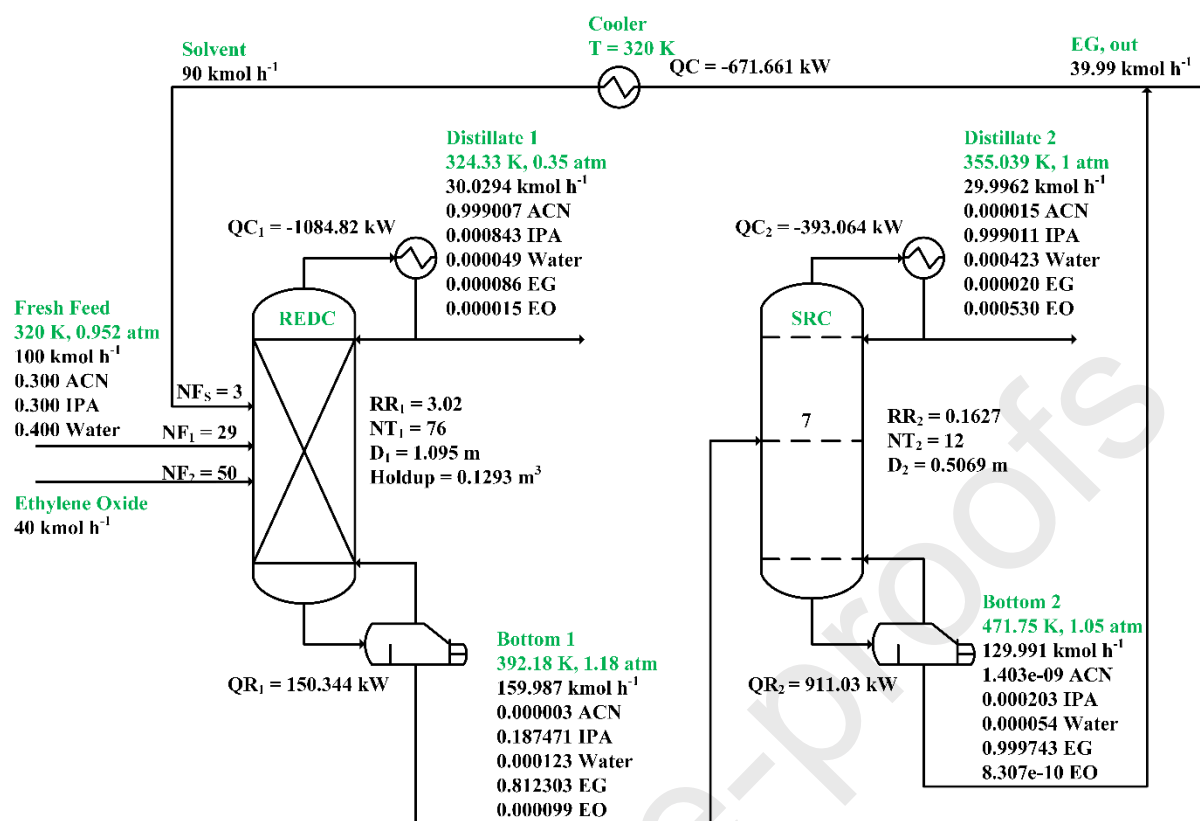 Cooler
T = 320 K
Solvent
90 kmol h⁻¹
QC = -671.661 kW
EG, out
39.99 kmol h⁻¹
Distillate 1
324.33 K, 0.35 atm
30.0294 kmol h⁻¹
0.999007 ACN
0.000843 IPA
0.000049 Water
0.000086 EG
0.000015 EO
QC₁ = -1084.82 kW
Distillate 2
355.039 K, 1 atm
29.9962 kmol h⁻¹
0.000015 ACN
0.999011 IPA
0.000423 Water
0.000020 EG
0.000530 EO
QC₂ = -393.064 kW
Fresh Feed
320 K, 0.952 atm
100 kmol h⁻¹
0.300 ACN
0.300 IPA
0.400 Water
REDC
SRC
NF_S = 3
NF₁ = 29
NF₂ = 50
Ethylene Oxide
40 kmol h⁻¹
RR₁ = 3.02
NT₁ = 76
D₁ = 1.095 m
Holdup = 0.1293 m³
7
RR₂ = 0.1627
NT₂ = 12
D₂ = 0.5069 m
QR₁ = 150.344 kW
Bottom 1
392.18 K, 1.18 atm
159.987 kmol h⁻¹
0.000003 ACN
0.187471 IPA
0.000123 Water
0.812303 EG
0.000099 EO
QR₂ = 911.03 kW
Bottom 2
471.75 K, 1.05 atm
129.991 kmol h⁻¹
1.403e-09 ACN
0.000203 IPA
0.000054 Water
0.999743 EG
8.307e-10 EO
e-proofs